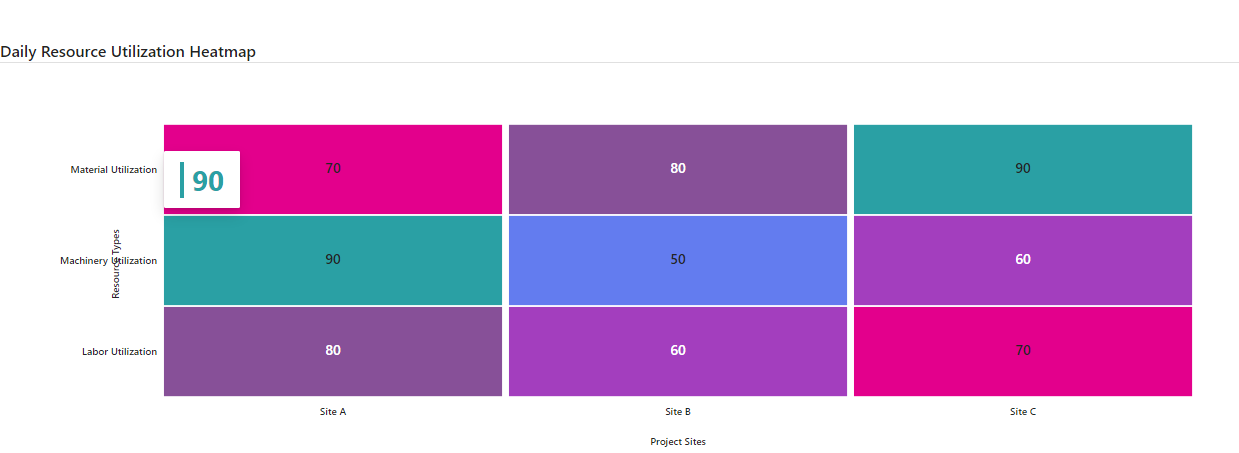 Daily Resource Utilization Heatmap
Material Utilization
70
80
90
90
Resource Types
Machinery Utilization
90
50
60
Labor Utilization
80
60
70
Site A
Site B
Site C
Project Sites